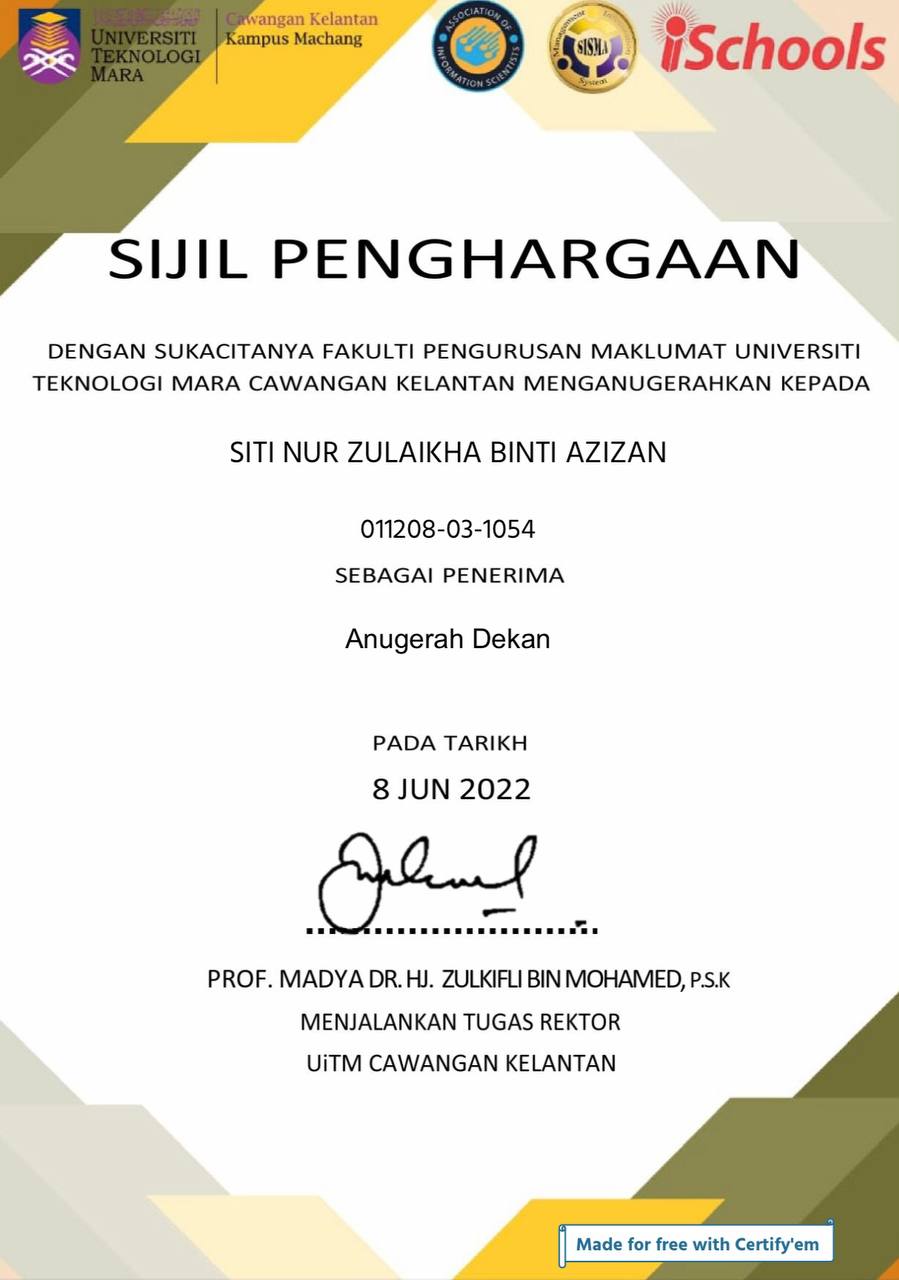 UNIVERSITI
TEKNOLOGI
MARA
Cawangan Kelantan
Kampus Machang
ASSOCIATION OF
INFORMATION SCIENTISTS
SISMA
System
iSchools
SIJIL PENGHARGAAN
DENGAN SUKACITANYA FAKULTI PENGURUSAN MAKLUMAT UNIVERSITI
TEKNOLOGI MARA CAWANGAN KELANTAN MENGANUGERAHKAN KEPADA
SITI NUR ZULAIKHA BINTI AZIZAN
011208-03-1054
SEBAGAI PENERIMA
Anugerah Dekan
PADA TARIKH
8 JUN 2022
PROF. MADYA DR. HJ. ZULKIFLI BIN MOHAMED, P.S.K
MENJALANKAN TUGAS REKTOR
UiTM CAWANGAN KELANTAN
Made for free with Certify'em